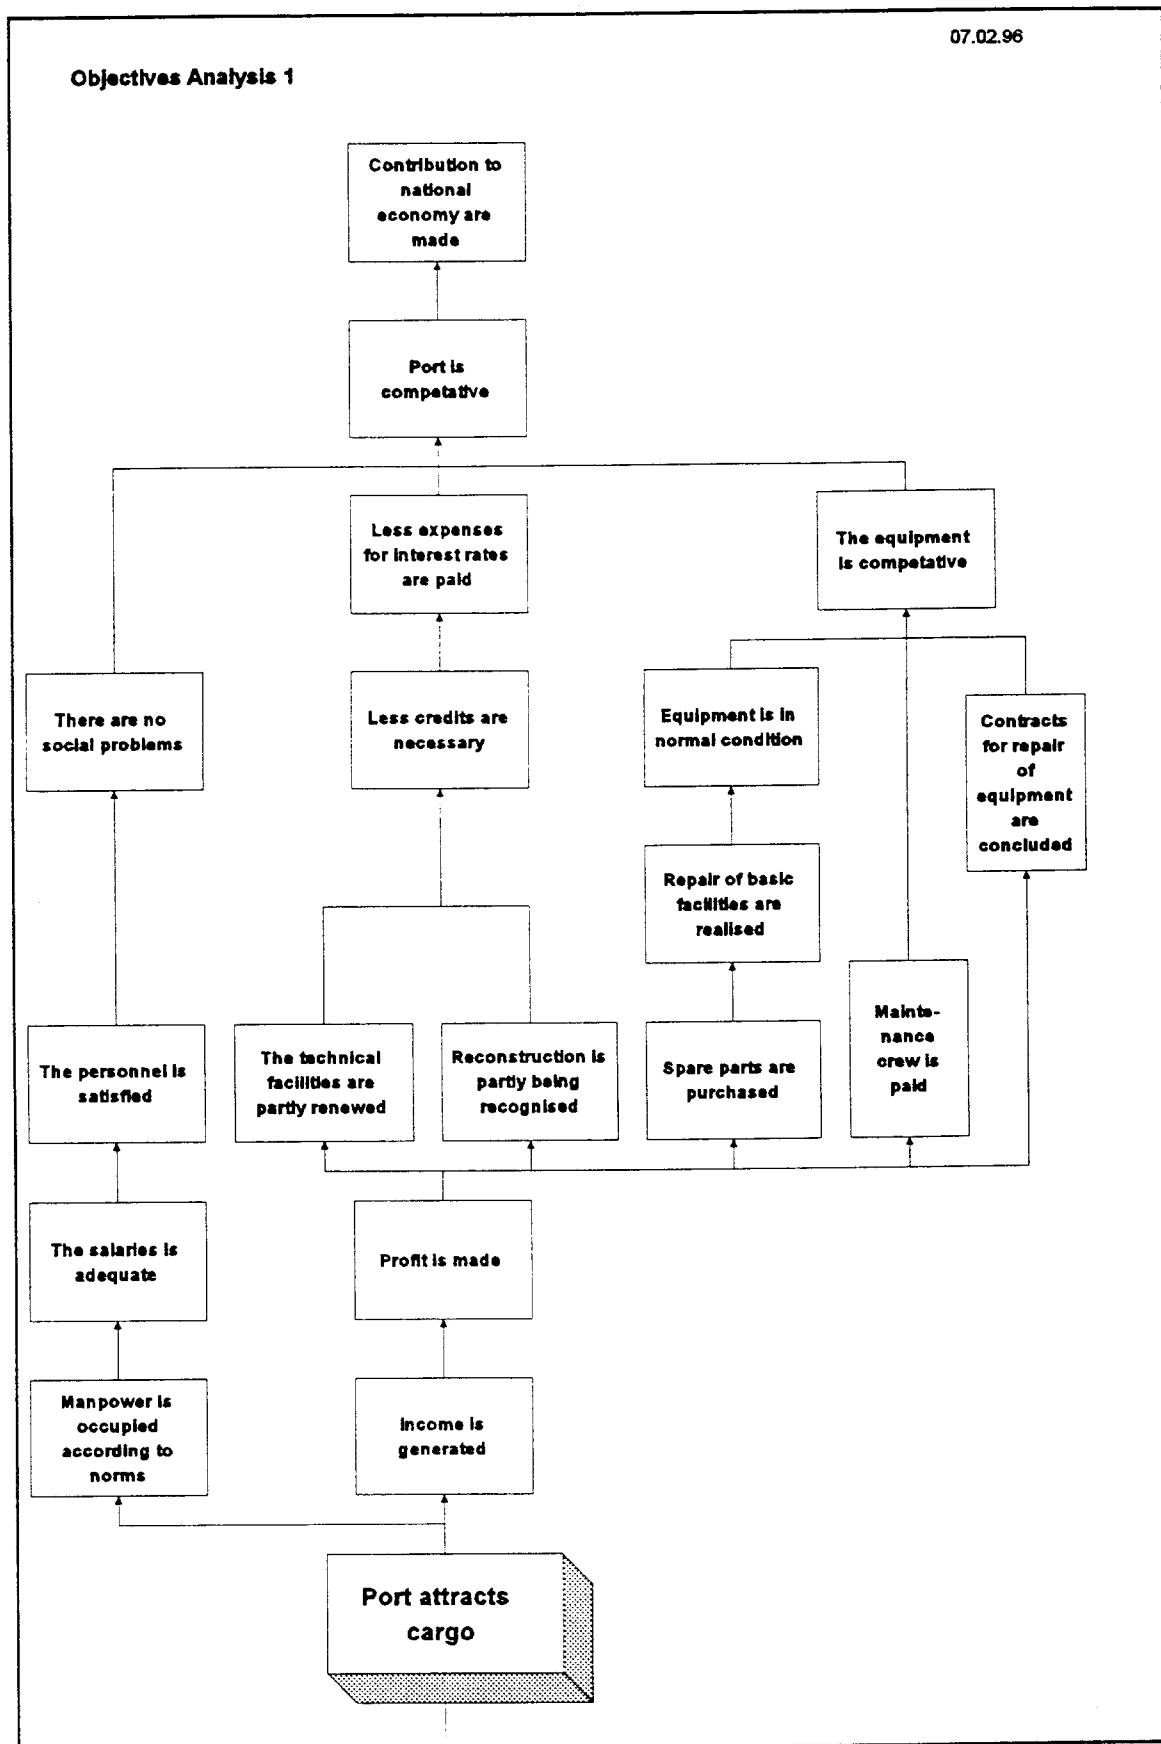 07.02.96
Objectives Analysis 1
Contribution to
national
economy are
made
Port is
competative
Less expenses
for interest rates
are paid
The equipment
is competative
There are no
social problems
Less credits are
necessary
Equipment is in
normal condition
Contracts
for repair
of
equipment
are
concluded
Repair of basic
facilities are
realised
The personnel is
satisfied
The technical
facilities are
partly renewed
Reconstruction is
partly being
recognised
Spare parts are
purchased
Mainte-
nance
crew is
paid
The salaries is
adequate
Profit is made
Manpower is
occupied
according to
norms
Income is
generated
Port attracts
cargo